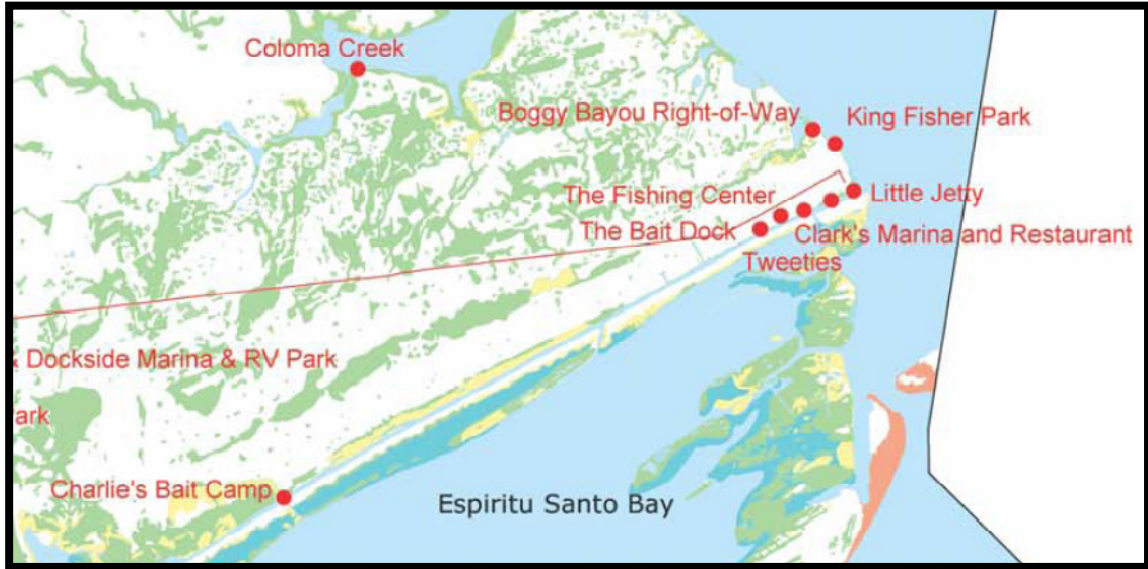 Coloma Creek
Boggy Bayou Right-of-Way
King Fisher Park
The Fishing Center
Little Jetty
The Bait Dock
Clark's Marina and Restaurant
Tweeties
& Dockside Marina & RV Park
ark
Charlie's Bait Camp
Espiritu Santo Bay